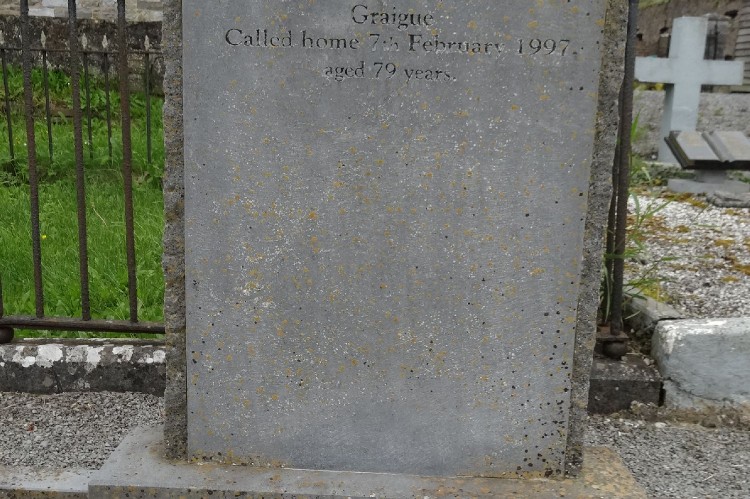 Graigue
Called home 7th February 1997.
aged 79 years.